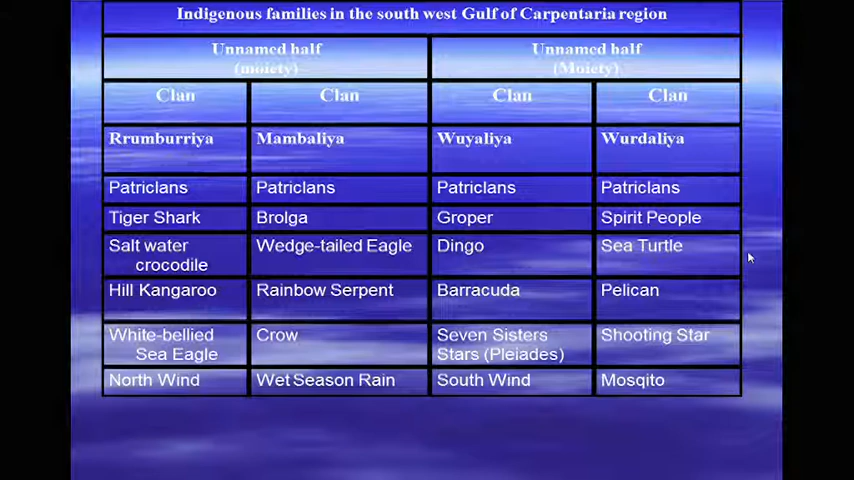 Indigenous families in the south west Gulf of Carpentaria region
Unnamed half
(moiety)
Unnamed half
(Moiety)
Clan
Clan
Clan
Clan
Rrumburriya
Mambaliya
Wuyaliya
Wurdaliya
Patriclans
Patriclans
Patriclans
Patriclans
Tiger Shark
Brolga
Groper
Spirit People
Salt water
crocodile
Wedge-tailed Eagle
Dingo
Sea Turtle
Hill Kangaroo
Rainbow Serpent
Barracuda
Pelican
White-bellied
Sea Eagle
Crow
Seven Sisters
Stars (Pleiades)
Shooting Star
North Wind
Wet Season Rain
South Wind
Mosqito